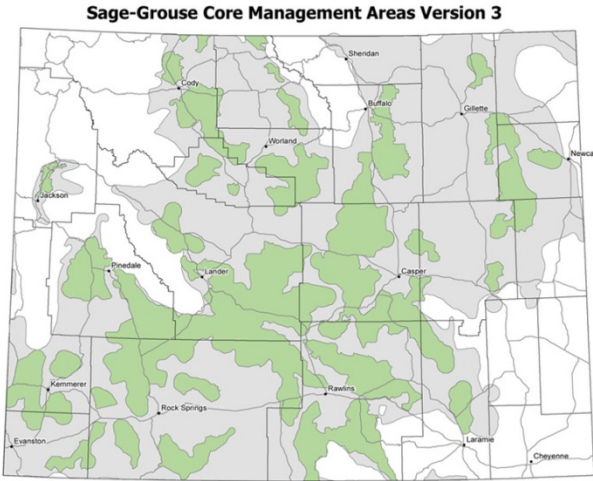 Sage-Grouse Core Management Areas Version 3
Sheridan
Cody
Buffalo
Gillette
Worland
Newca
Jackson
Pinedale
Lander
Casper
Kemmerer
Rawlins
Rock Springs
Evanston
Laramie
Cheyenne